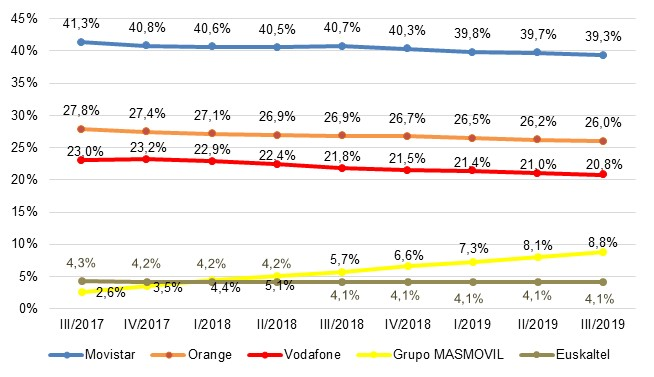 45%
41,3% 40,8% 40,6% 40,5% 40,7% 40,3% 39,8% 39,7% 39,3%
40%
35%
30%
27,8% 27,4% 27,1% 26,9% 26,9% 26,7% 26,5% 26,2% 26,0%
25%
23,0% 23,2% 22,9% 22,4% 21,8% 21,5% 21,4% 21,0% 20,8%
20%
15%
10%
4,3% 4,2% 4,2% 4,2% 5,7% 6,6% 7,3% 8,1% 8,8%
5%
2,6% 3,5% 4,4% 5,1% 4,1% 4,1% 4,1% 4,1% 4,1%
0%
III/2017 IV/2017 I/2018 II/2018 III/2018 IV/2018 I/2019 II/2019 III/2019
Movistar Orange Vodafone Grupo MASMOVIL Euskaltel